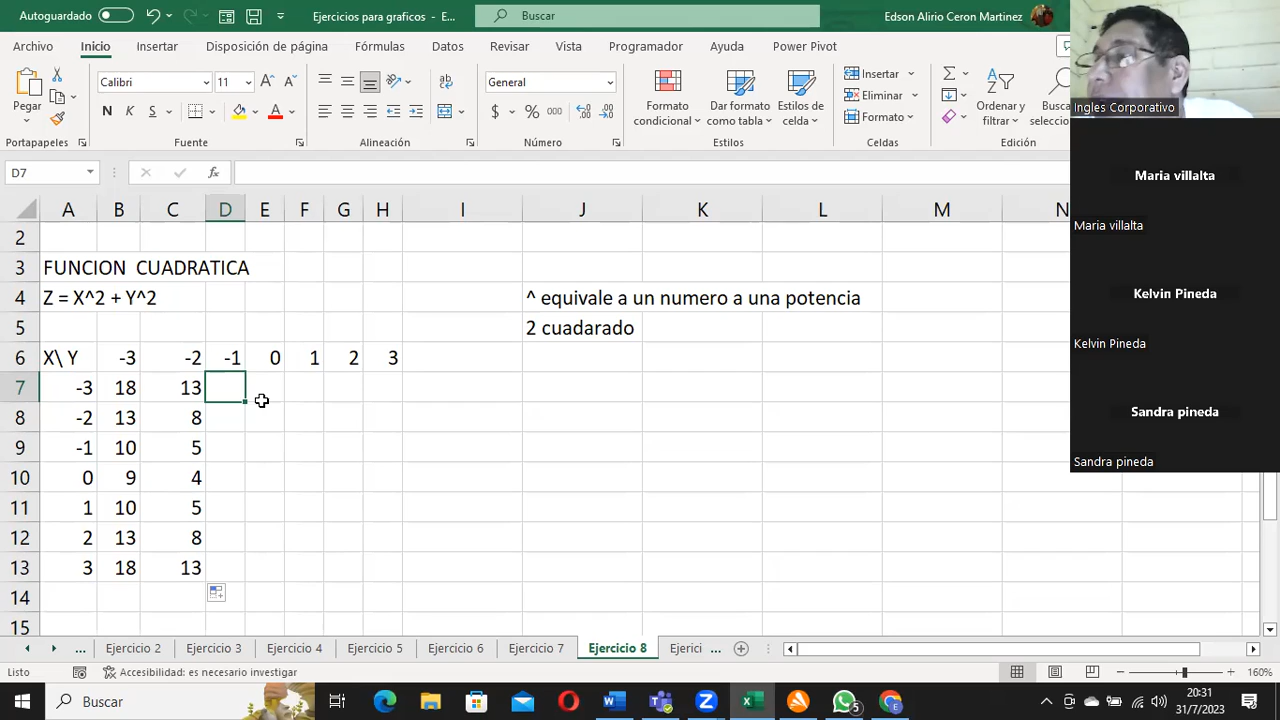 Autoguardado
Ejercicios para graficos - E...
Buscar
Edson Alirio Ceron Martinez
Archivo Inicio Insertar Disposición de página Fórmulas Datos Revisar Vista Programador Ayuda Power Pivot
Pegar
Calibri 11
N K S
General
$ % 000
Formato condicional
Dar formato como tabla
Estilos de celda
Insertar
Eliminar
Formato
Ordenar y filtrar
Busca
selec
Portapapeles Fuente Alineación Número Estilos Celdas Edición
D7
fx
A B C D E F G H I J K L M N
2
3 FUNCION CUADRATICA
4 Z = X^2 + Y^2 ^ equivale a un numero a una potencia
5 2 cuadarado
6 X\ Y -3 -2 -1 0 1 2 3
7 -3 18 13
8 -2 13 8
9 -1 10 5
10 0 9 4
11 1 10 5
12 2 13 8
13 3 18 13
14
15
... Ejercicio 2 Ejercicio 3 Ejercicio 4 Ejercicio 5 Ejercicio 6 Ejercicio 7 Ejercicio 8 Ejerci ...
Listo
Accesibilidad: es necesario investigar
160%
Buscar
5
20:31
31/7/2023
Ingles Corporativo
Maria villalta
Maria villalta
Kelvin Pineda
Kelvin Pineda
Sandra pineda
Sandra pineda